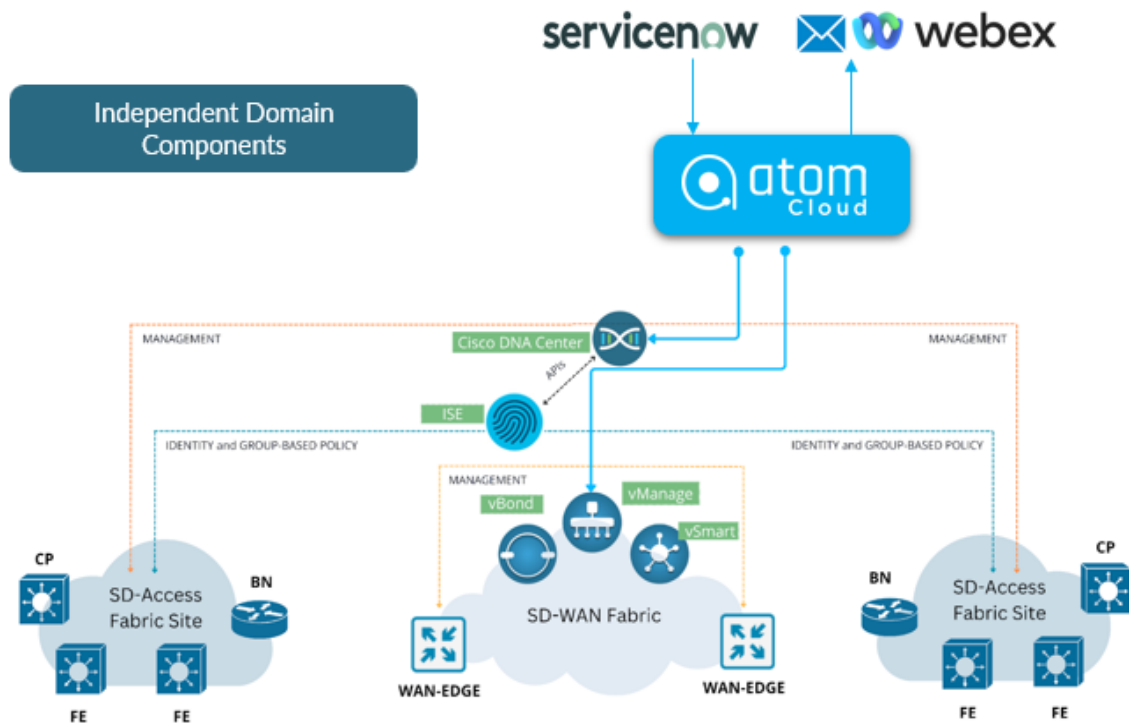 servicenow
webex
Independent Domain
Components
atom
Cloud
MANAGEMENT
Cisco DNA Center
MANAGEMENT
APIs
ISE
IDENTITY and GROUP-BASED POLICY
IDENTITY and GROUP-BASED POLICY
MANAGEMENT
vBond
vManage
vSmart
CP
SD-Access
Fabric Site
BN
FE
FE
SD-WAN Fabric
WAN-EDGE
WAN-EDGE
CP
BN
SD-Access
Fabric Site
FE
FE